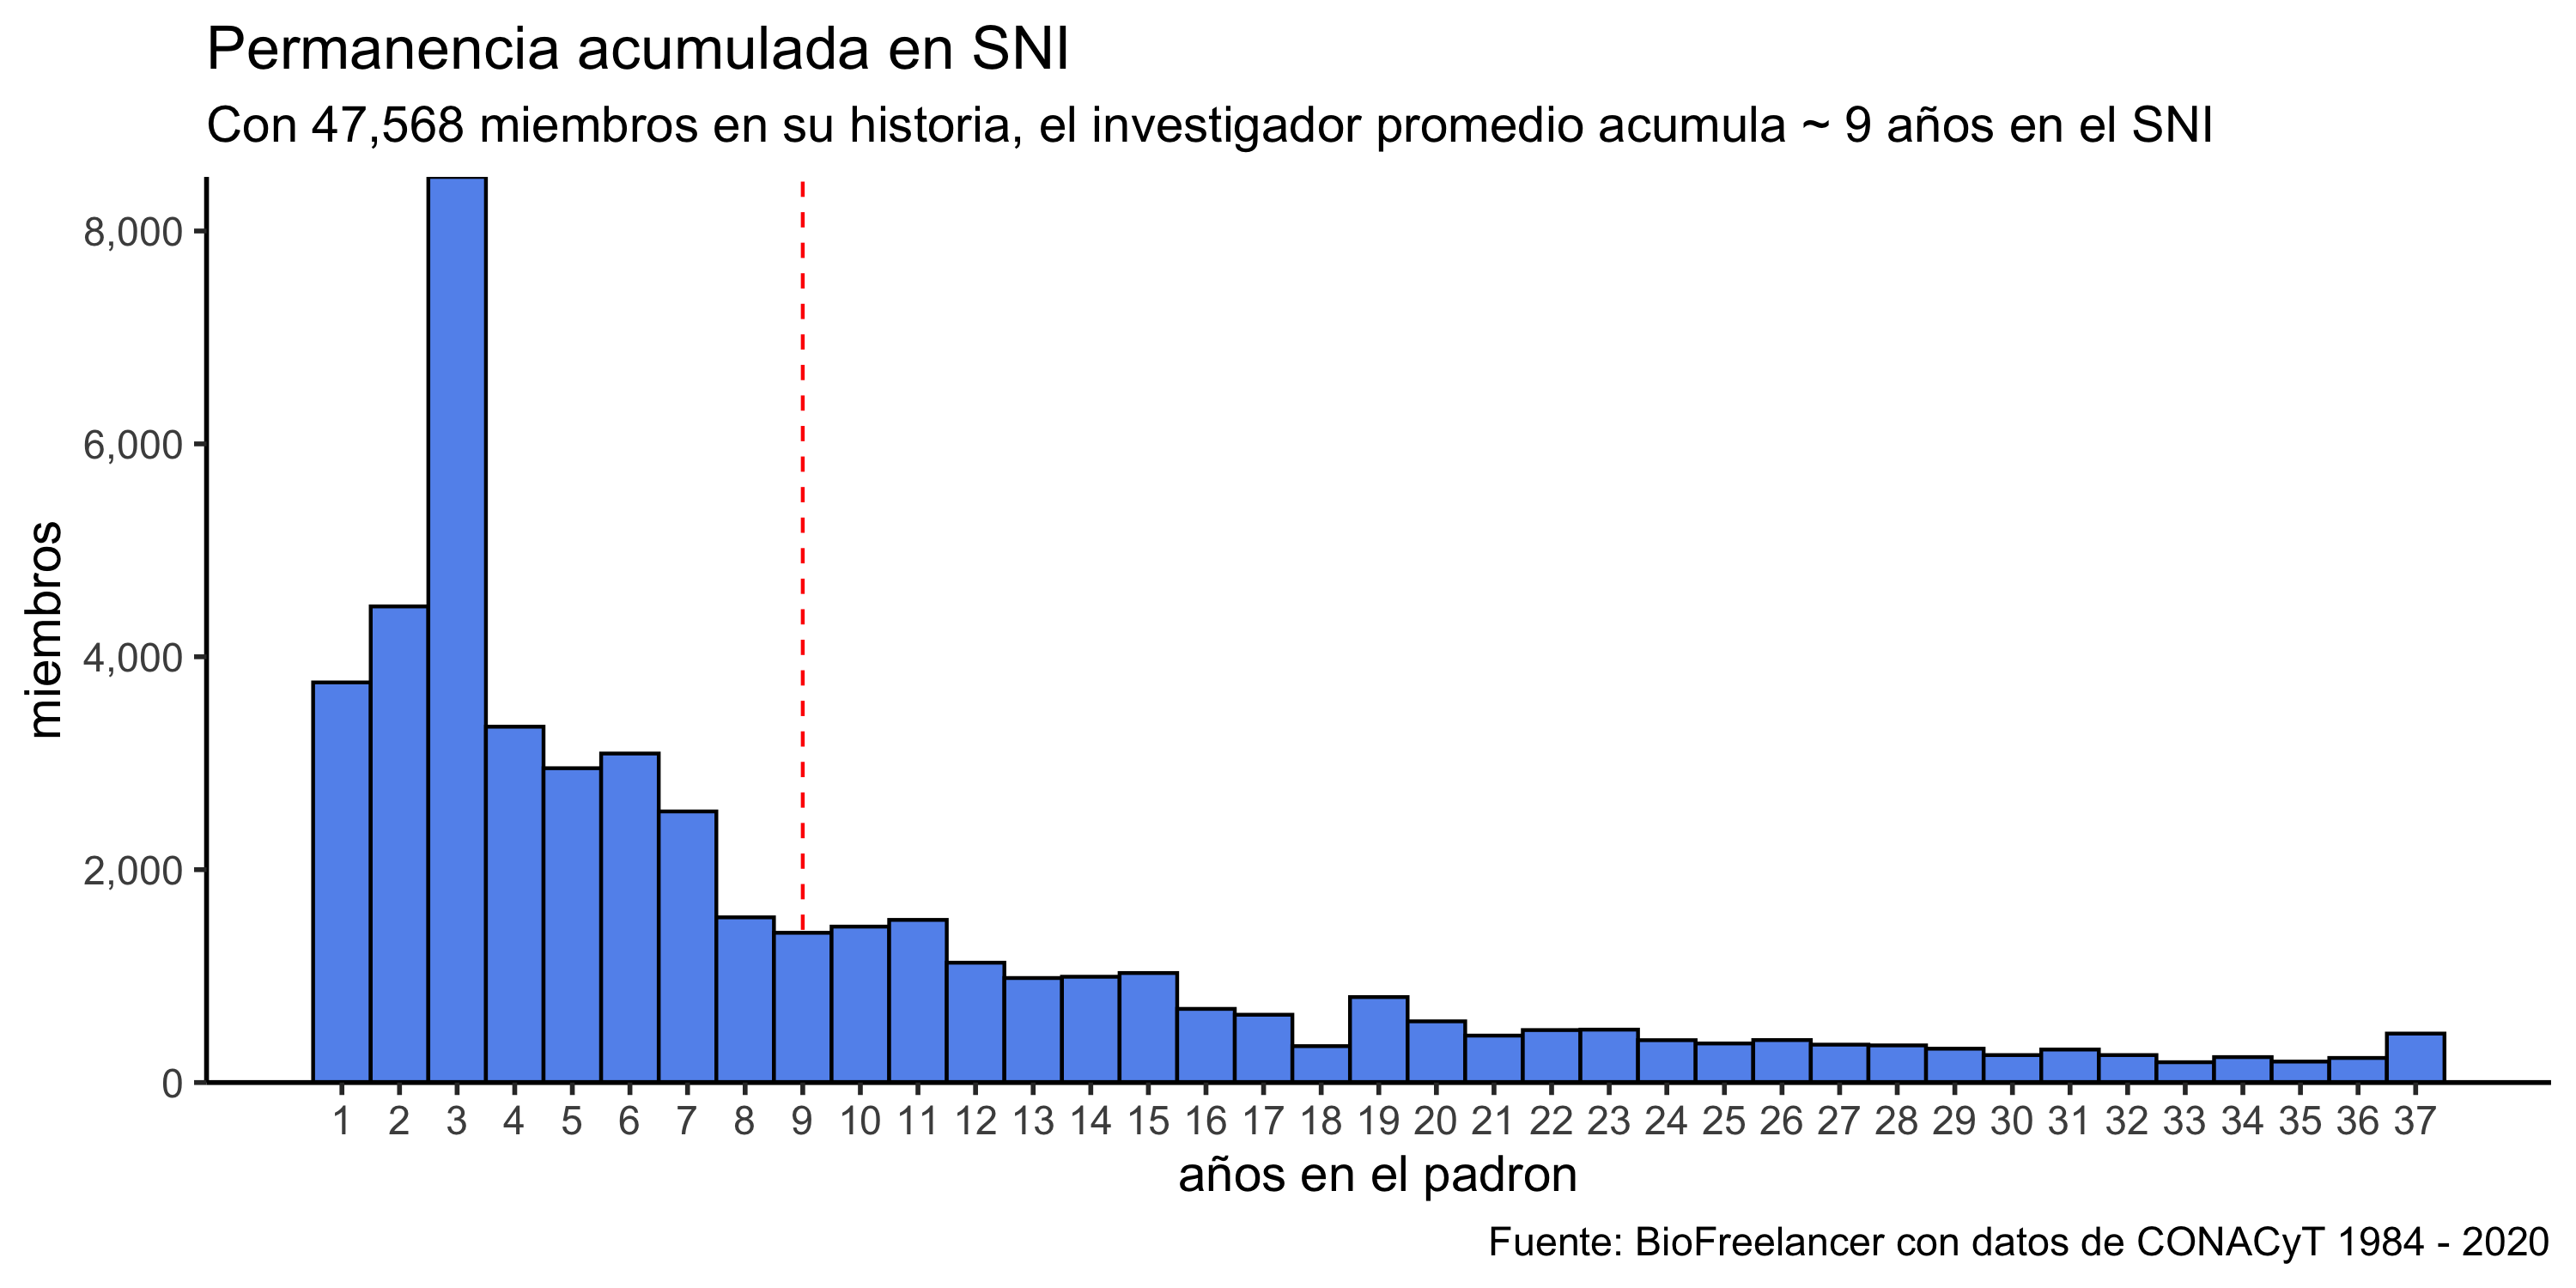 Permanencia acumulada en SNI
Con 47,568 miembros en su historia, el investigador promedio acumula ~ 9 años en el SNI
miembros
8,000
6,000
4,000
2,000
0
1 2 3 4 5 6 7 8 9 10 11 12 13 14 15 16 17 18 19 20 21 22 23 24 25 26 27 28 29 30 31 32 33 34 35 36 37
años en el padron
Fuente: BioFreelancer con datos de CONACyT 1984 - 2020